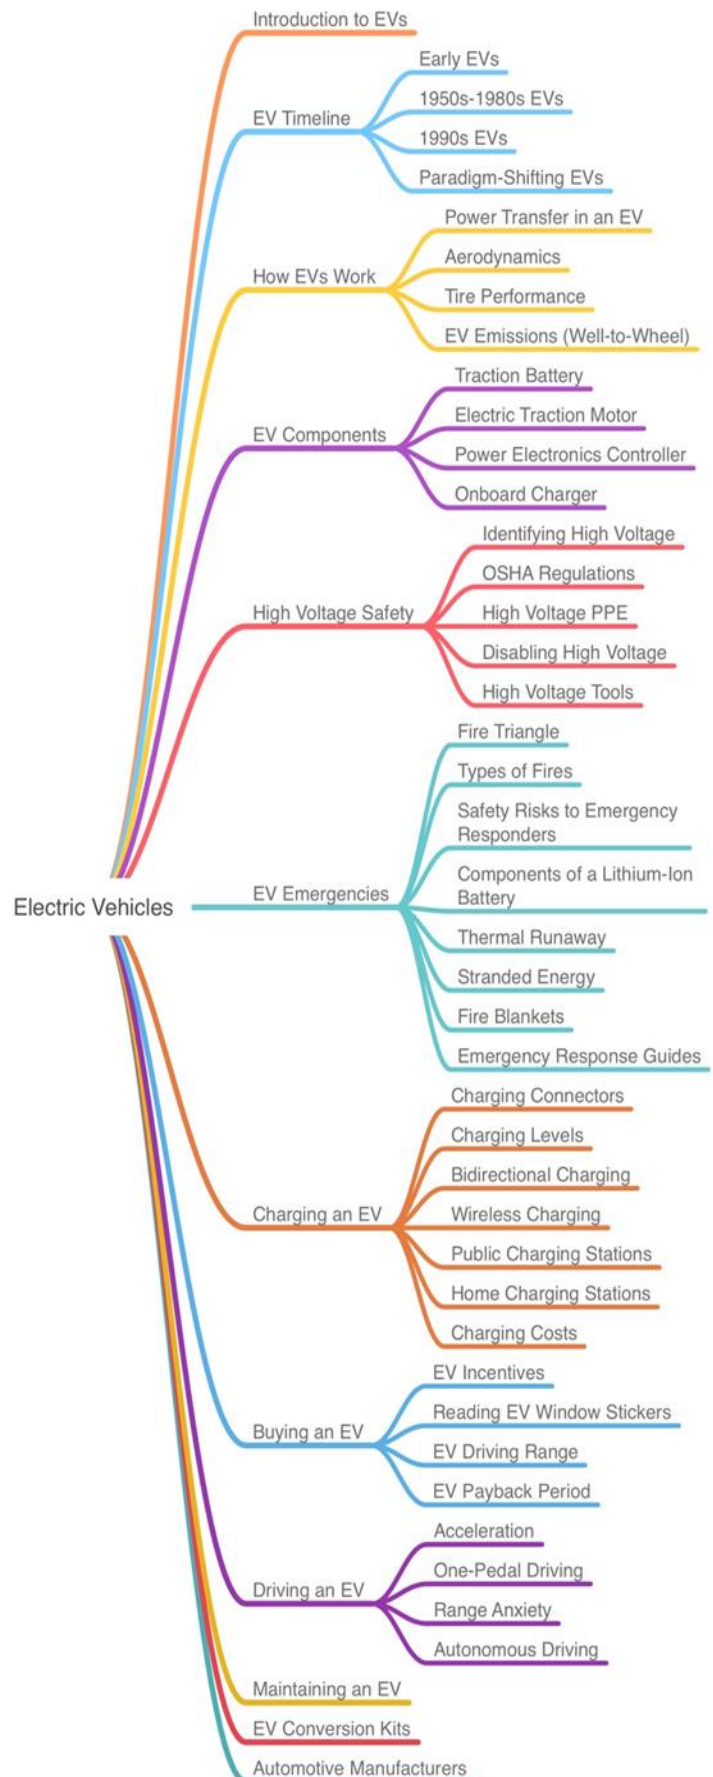 Introduction to EVs
EV Timeline
Early EVs
1950s-1980s EVs
1990s EVs
Paradigm-Shifting EVs
How EVs Work
Power Transfer in an EV
Aerodynamics
Tire Performance
EV Emissions (Well-to-Wheel)
EV Components
Traction Battery
Electric Traction Motor
Power Electronics Controller
Onboard Charger
High Voltage Safety
Identifying High Voltage
OSHA Regulations
High Voltage PPE
Disabling High Voltage
High Voltage Tools
Electric Vehicles
EV Emergencies
Fire Triangle
Types of Fires
Safety Risks to Emergency
Responders
Components of a Lithium-Ion
Battery
Thermal Runaway
Stranded Energy
Fire Blankets
Emergency Response Guides
Charging an EV
Charging Connectors
Charging Levels
Bidirectional Charging
Wireless Charging
Public Charging Stations
Home Charging Stations
Charging Costs
Buying an EV
EV Incentives
Reading EV Window Stickers
EV Driving Range
EV Payback Period
Driving an EV
Acceleration
One-Pedal Driving
Range Anxiety
Autonomous Driving
Maintaining an EV
EV Conversion Kits
Automotive Manufacturers